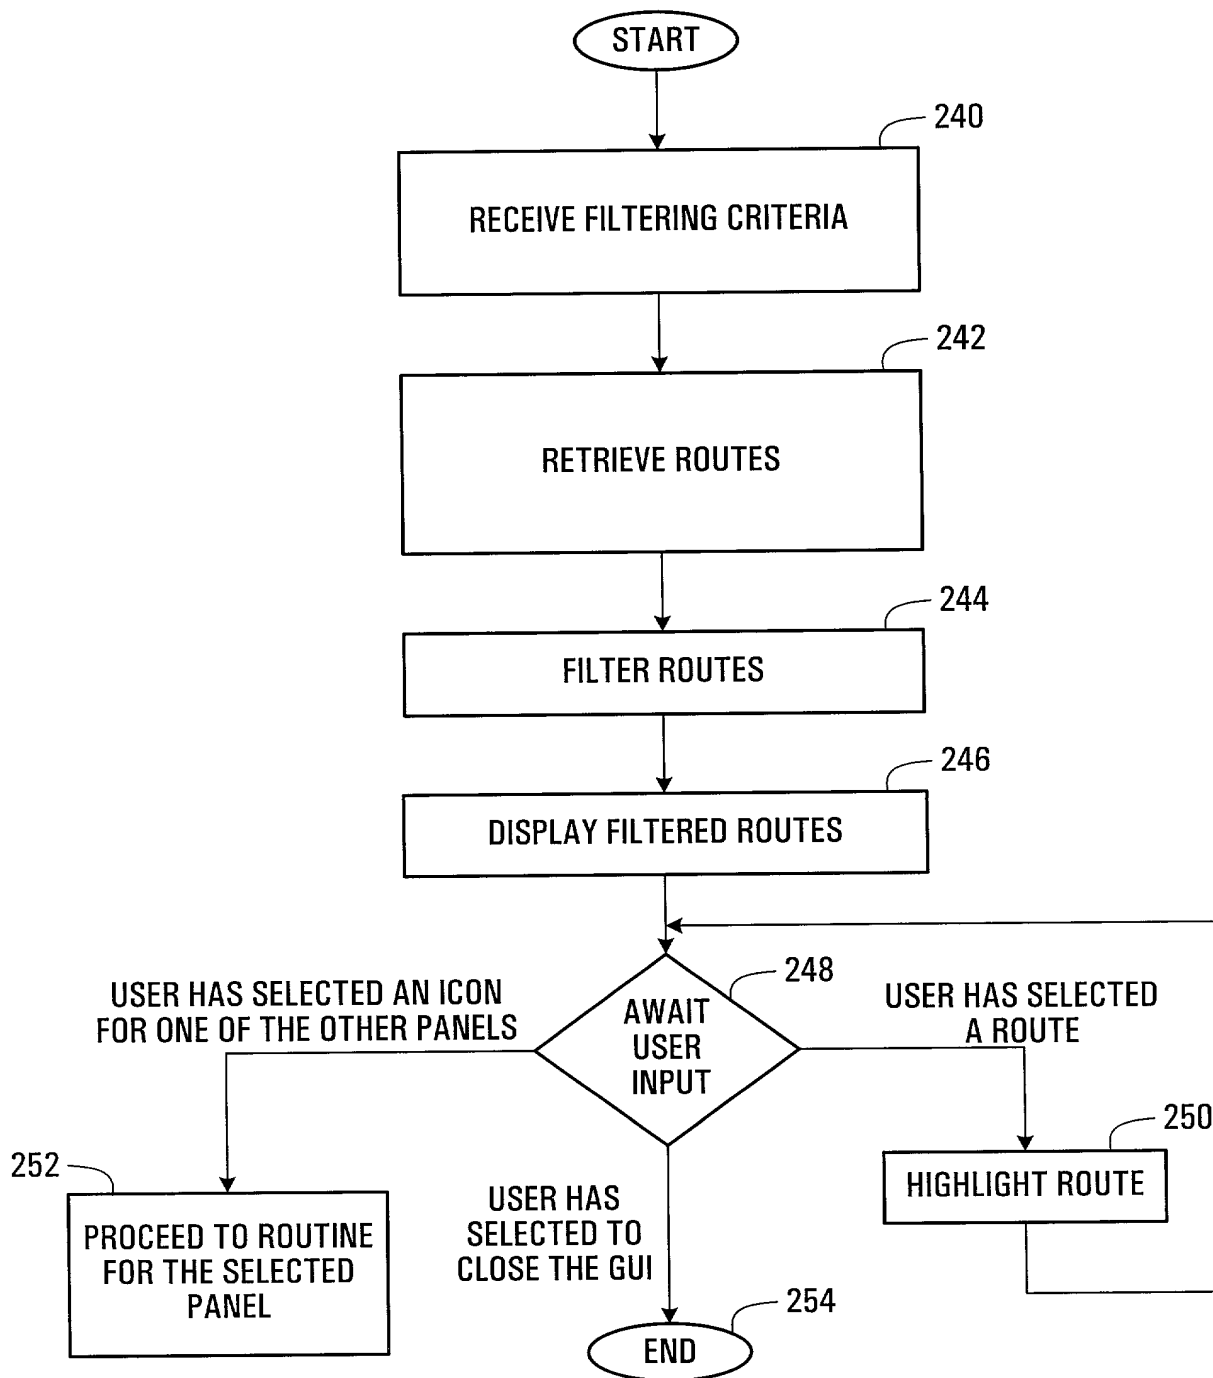 START
240
RECEIVE FILTERING CRITERIA
242
RETRIEVE ROUTES
244
FILTER ROUTES
246
DISPLAY FILTERED ROUTES
248
AWAIT
USER
INPUT
USER HAS SELECTED AN ICON
FOR ONE OF THE OTHER PANELS
USER HAS SELECTED
A ROUTE
250
HIGHLIGHT ROUTE
252
PROCEED TO ROUTINE
FOR THE SELECTED
PANEL
USER HAS
SELECTED TO
CLOSE THE GUI
254
END